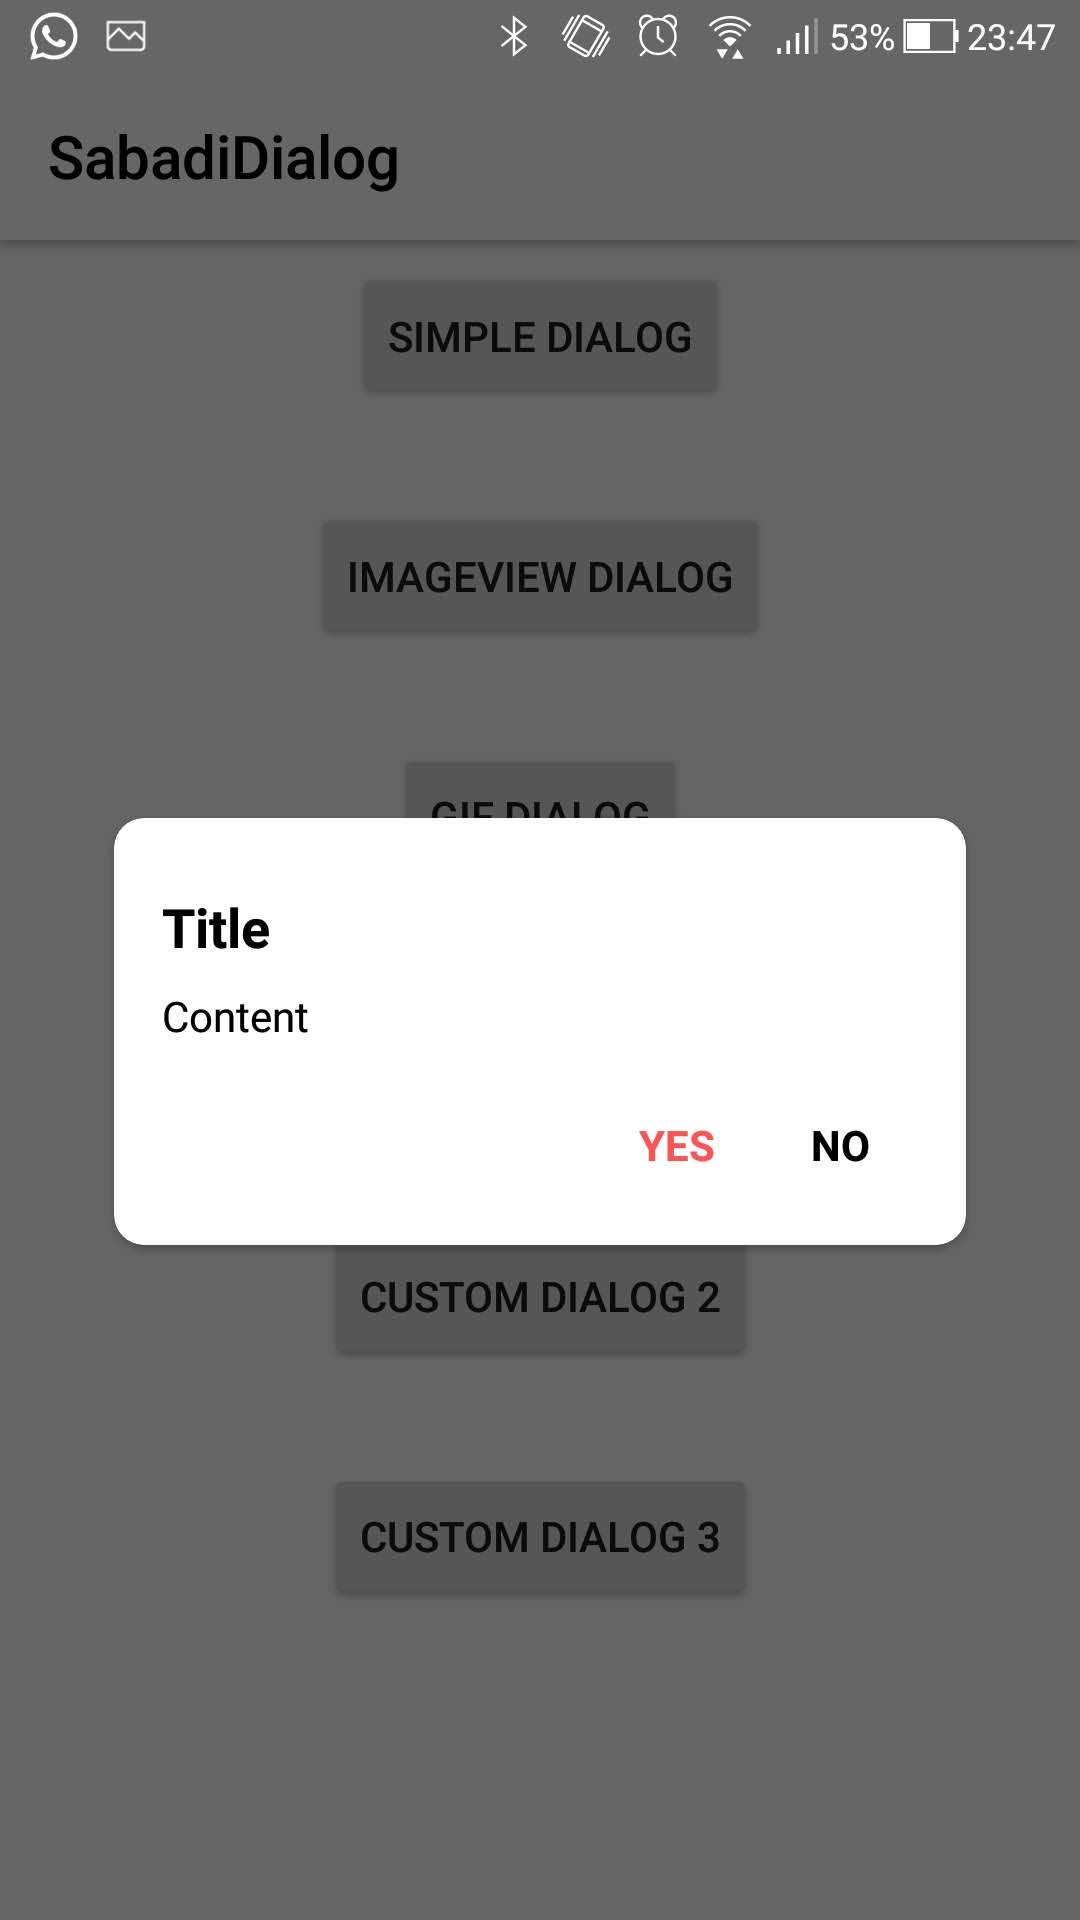 53% 23:47
SabadiDialog
SIMPLE DIALOG
IMAGEVIEW DIALOG
GIF DIALOG
Title
Content
YES NO
CUSTOM DIALOG 2
CUSTOM DIALOG 3